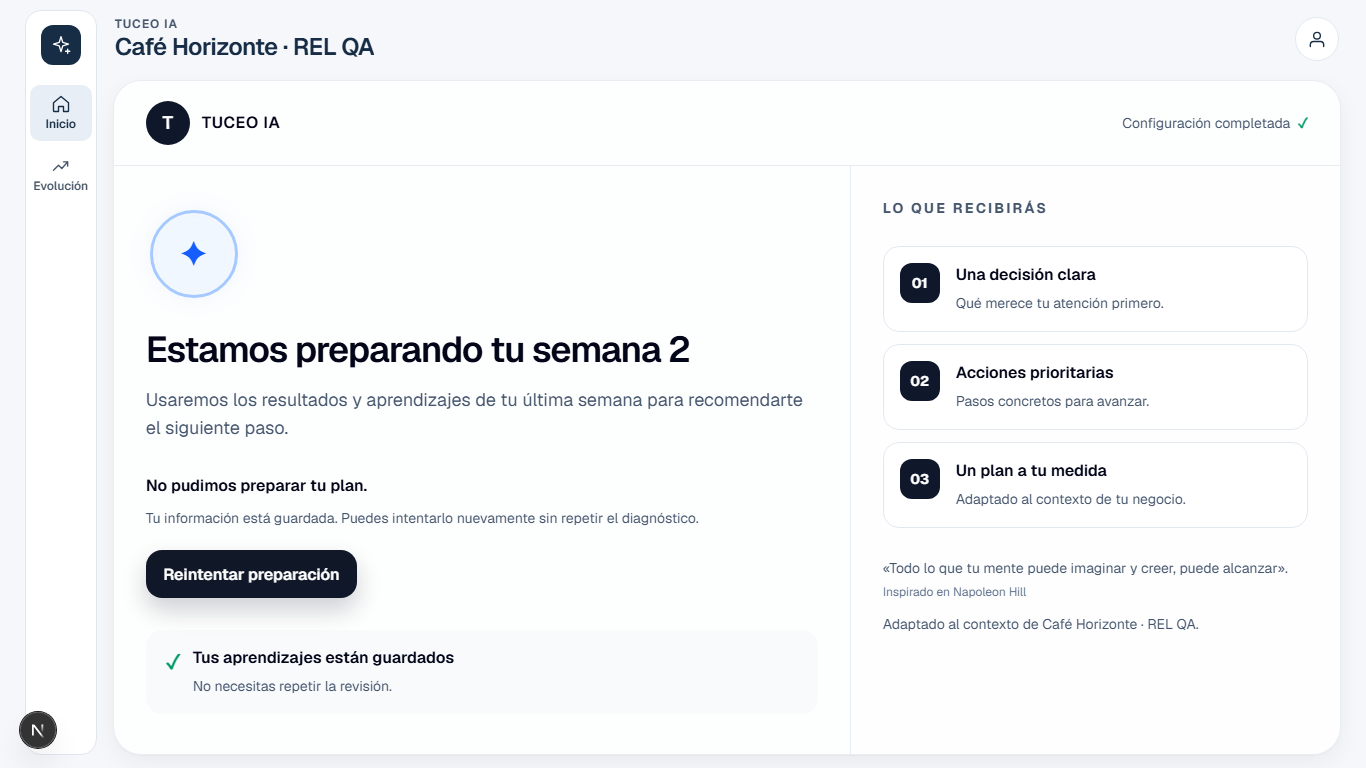 TUCEO IA
Café Horizonte · REL QA
Inicio
Evolución
T
TUCEO IA
Configuración completada ✓
Estamos preparando tu semana 2
Usaremos los resultados y aprendizajes de tu última semana para recomendarte
el siguiente paso.
No pudimos preparar tu plan.
Tu información está guardada. Puedes intentarlo nuevamente sin repetir el diagnóstico.
Reintentar preparación
✓ Tus aprendizajes están guardados
No necesitas repetir la revisión.
LO QUE RECIBIRÁS
01
Una decisión clara
Qué merece tu atención primero.
02
Acciones prioritarias
Pasos concretos para avanzar.
03
Un plan a tu medida
Adaptado al contexto de tu negocio.
«Todo lo que tu mente puede imaginar y creer, puede alcanzar».
Inspirado en Napoleon Hill
Adaptado al contexto de Café Horizonte · REL QA.
N